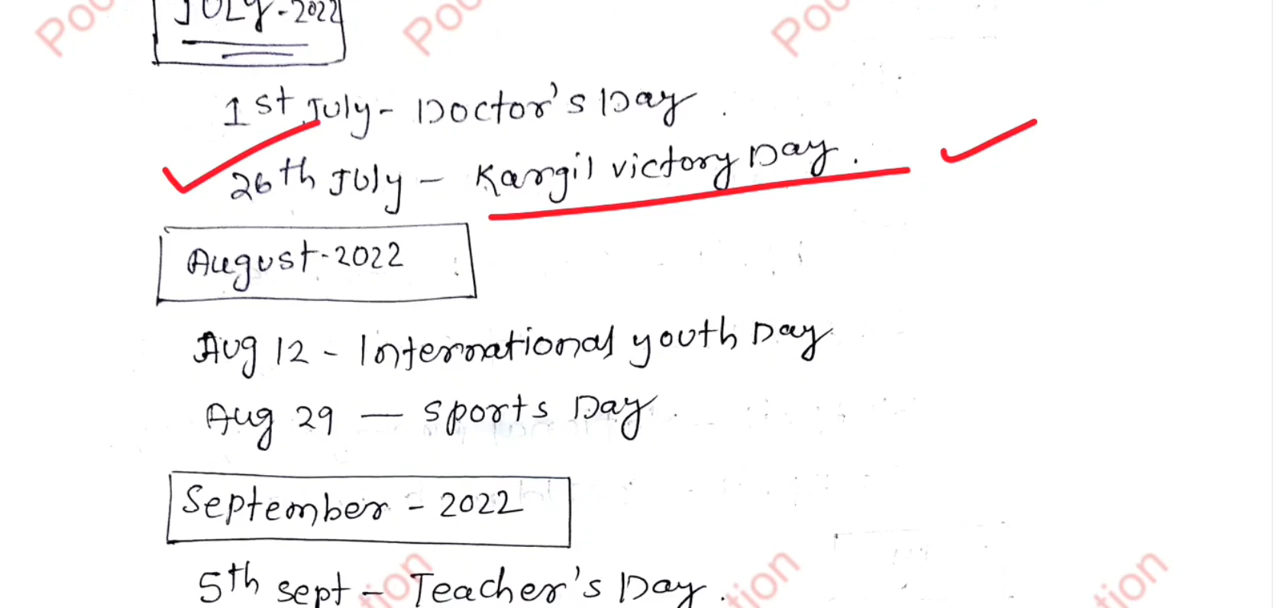 JULY-2022
1st July - Doctor's Day
26th July - Kargil victory Day.
August-2022
Aug 12 - International youth Day
Aug 29 - sports Day
September - 2022
5th sept - Teacher's Day.